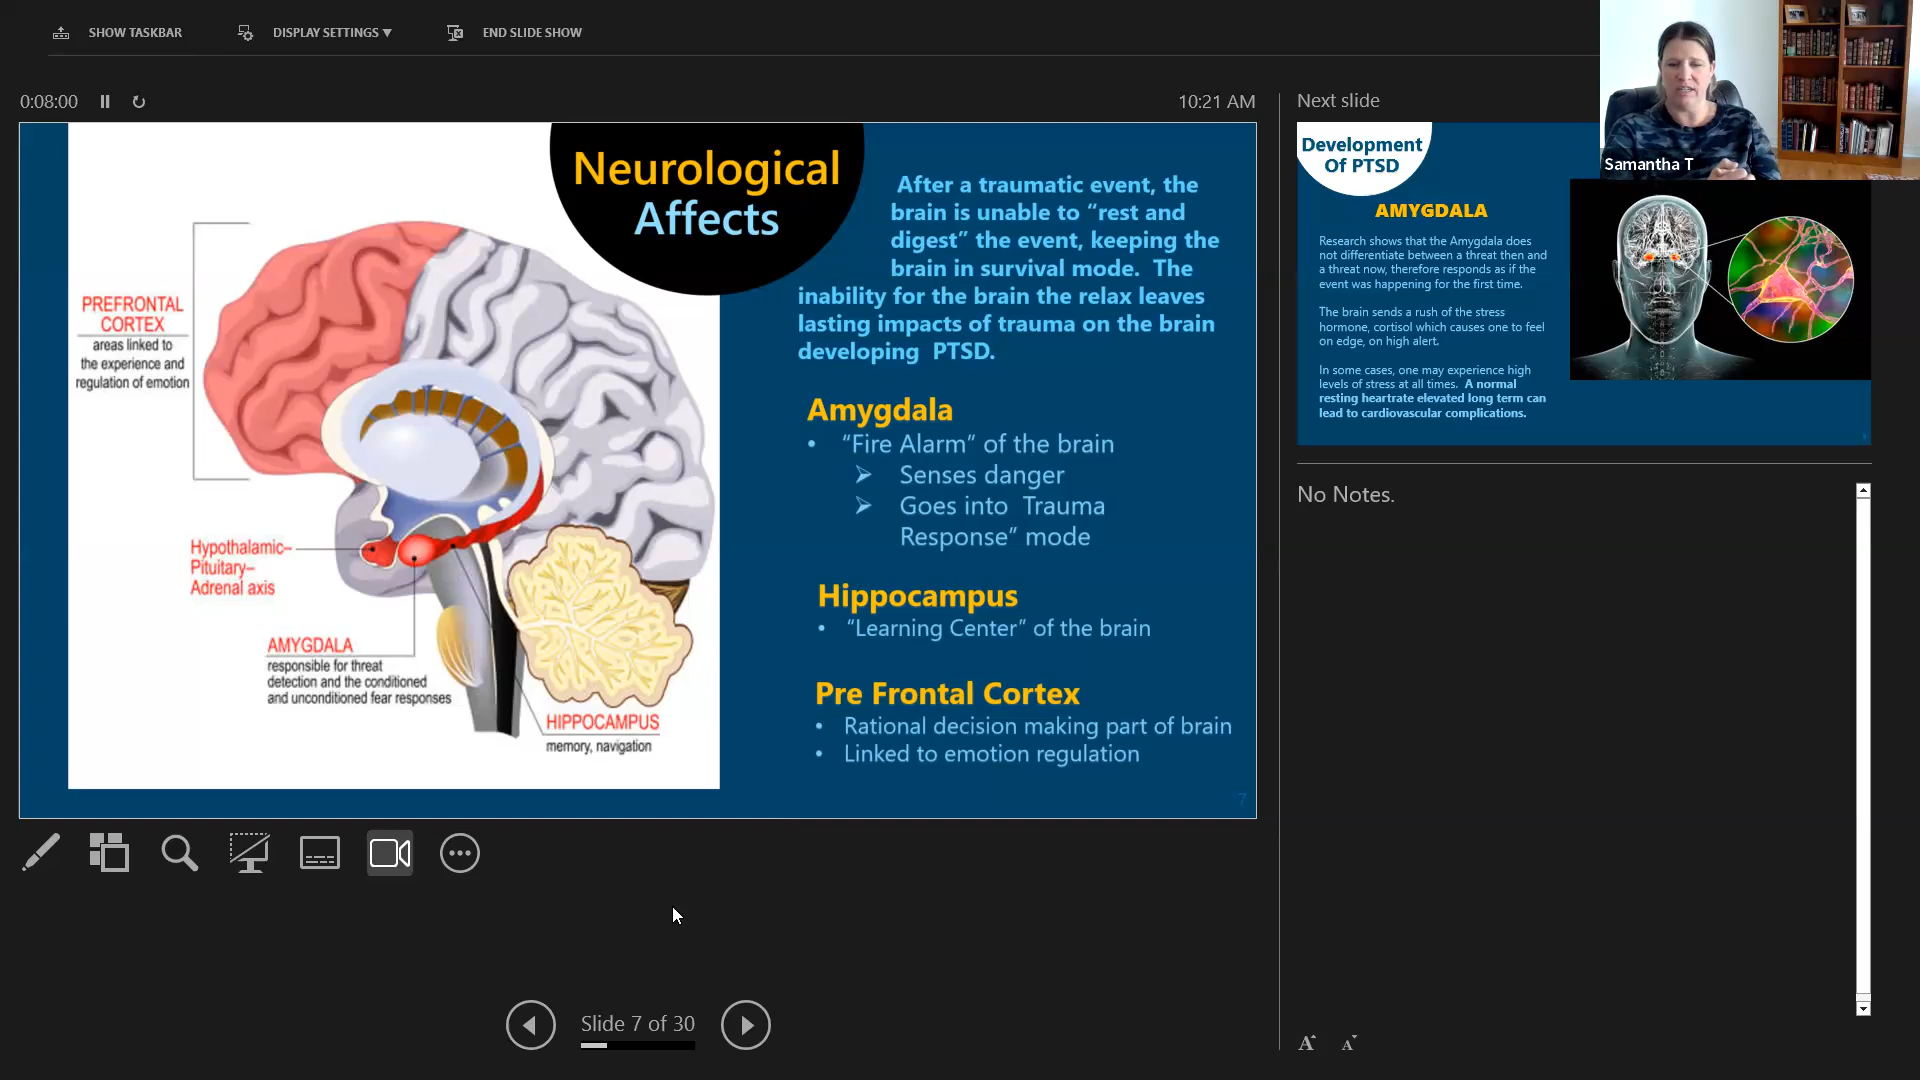 SHOW TASKBAR
DISPLAY SETTINGS ▼
END SLIDE SHOW
0:08:00
10:21 AM
Neurological
Affects
After a traumatic event, the
brain is unable to “rest and
digest” the event, keeping the
brain in survival mode. The
inability for the brain the relax leaves
lasting impacts of trauma on the brain
developing PTSD.
PREFRONTAL
CORTEX
areas linked to
the experience and
regulation of emotion
Hypothalamic–
Pituitary–
Adrenal axis
AMYGDALA
responsible for threat
detection and the conditioned
and unconditioned fear responses
HIPPOCAMPUS
memory, navigation
Amygdala
• “Fire Alarm” of the brain
➢ Senses danger
➢ Goes into Trauma
Response” mode
Hippocampus
• “Learning Center” of the brain
Pre Frontal Cortex
• Rational decision making part of brain
• Linked to emotion regulation
7
Slide 7 of 30
Next slide
Samantha T
Development
Of PTSD
AMYGDALA
Research shows that the Amygdala does
not differentiate between a threat then and
a threat now, therefore responds as if the
event was happening for the first time.
The brain sends a rush of the stress
hormone, cortisol which causes one to feel
on edge, on high alert.
In some cases, one may experience high
levels of stress at all times. A normal
resting heartrate elevated long term can
lead to cardiovascular complications.
No Notes.
A A